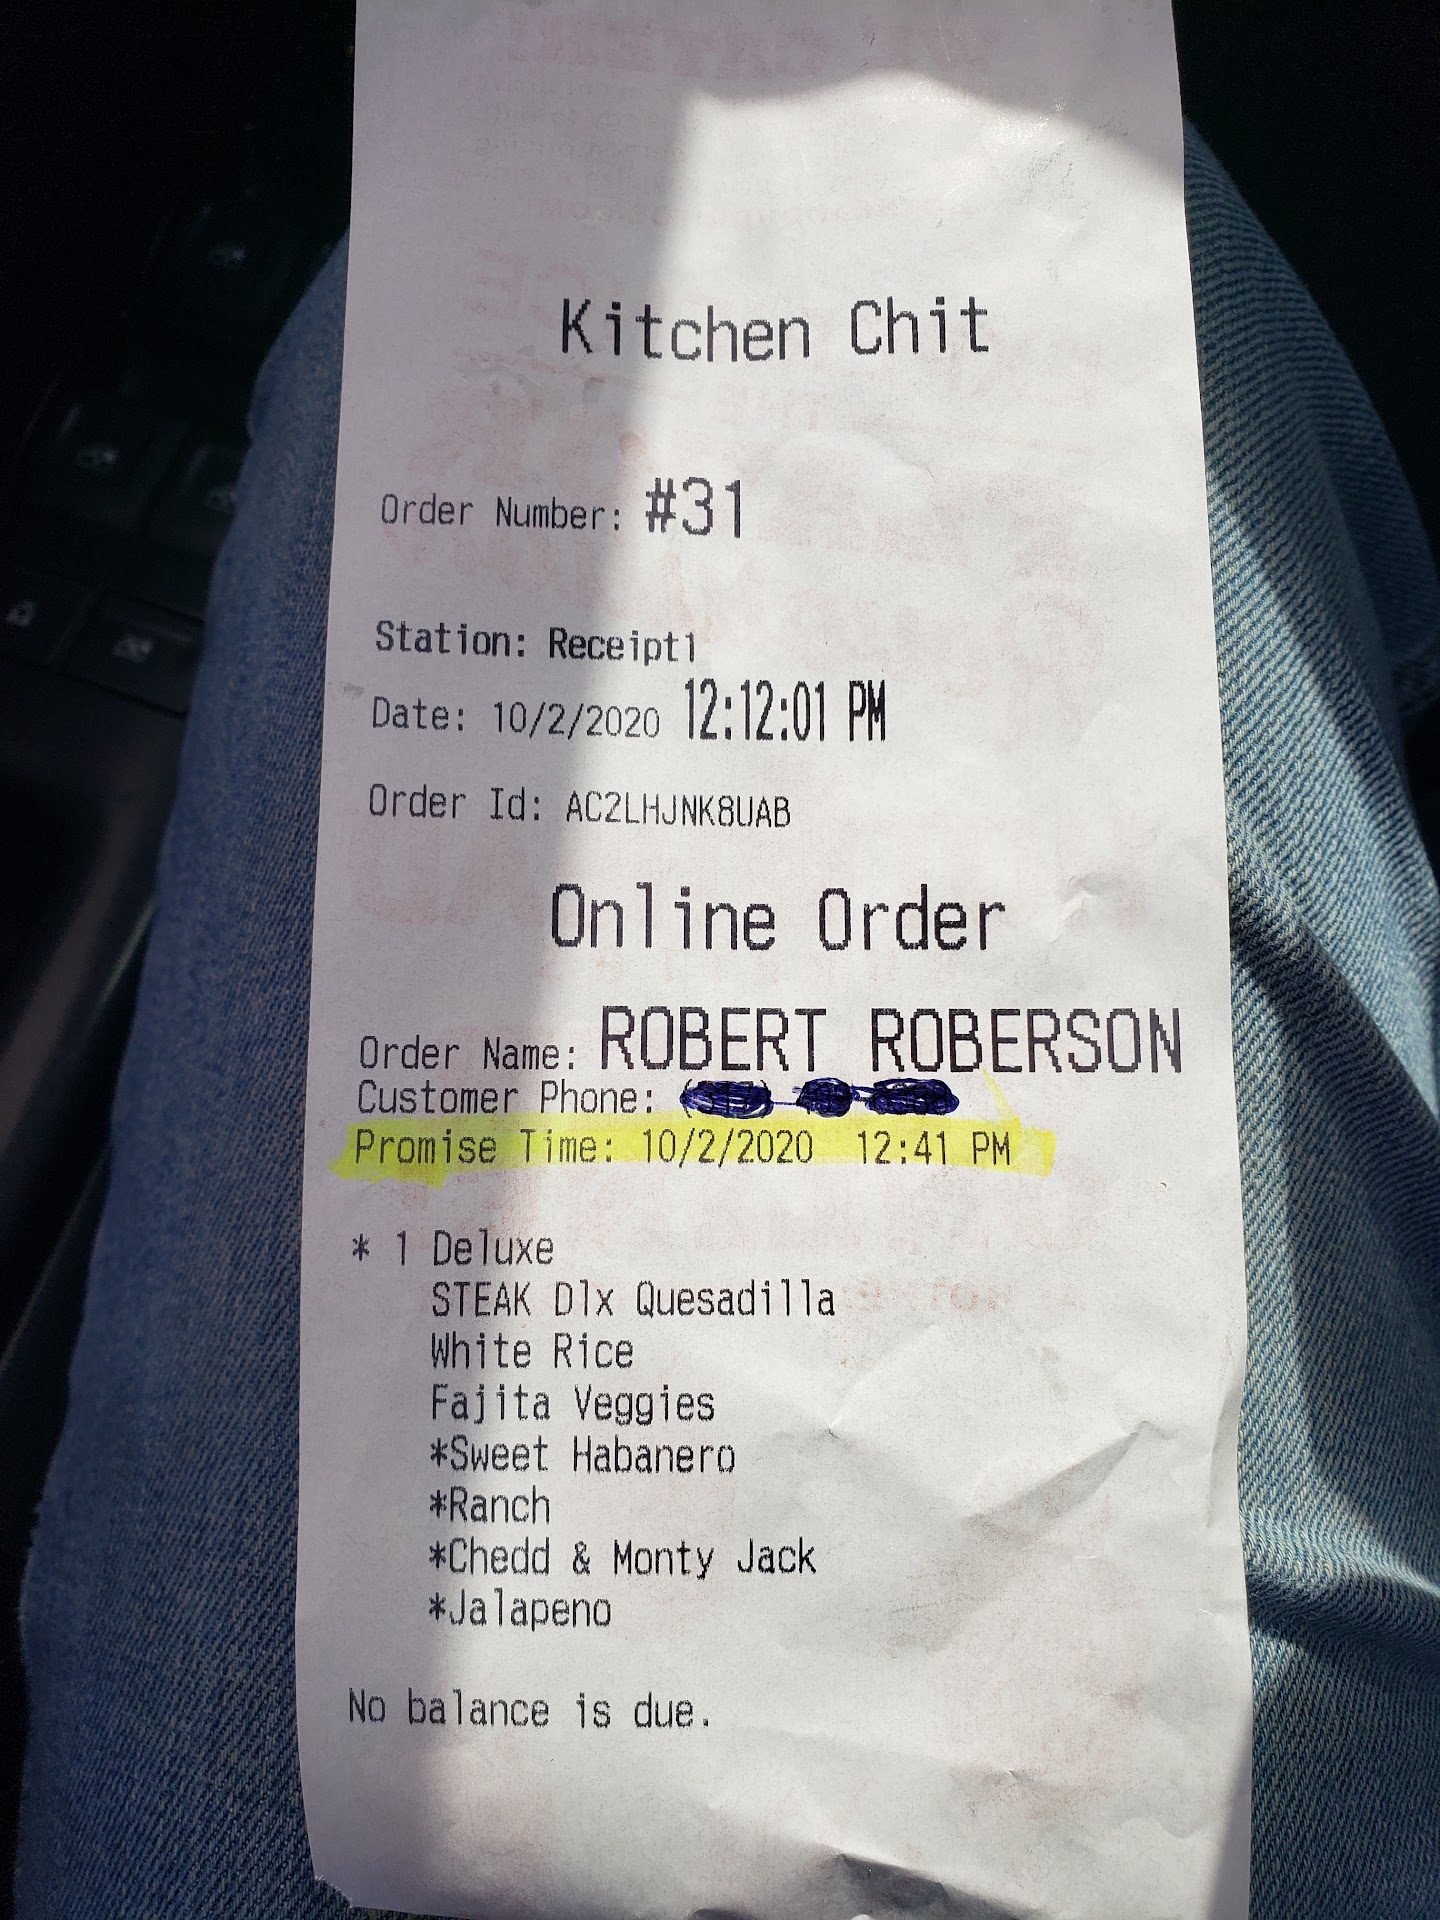 Kitchen Chit
Order Number: #31
Station: Receipt1
Date: 10/2/2020 12:12:01 PM
Order Id: AC2LHJNK8UAB
Online Order
Order Name: ROBERT ROBERSON
Customer Phone:
Promise Time: 10/2/2020 12:41 PM
* 1 Deluxe
STEAK Dlx Quesadilla
White Rice
Fajita Veggies
*Sweet Habanero
*Ranch
*Chedd & Monty Jack
*Jalapeno
No balance is due.